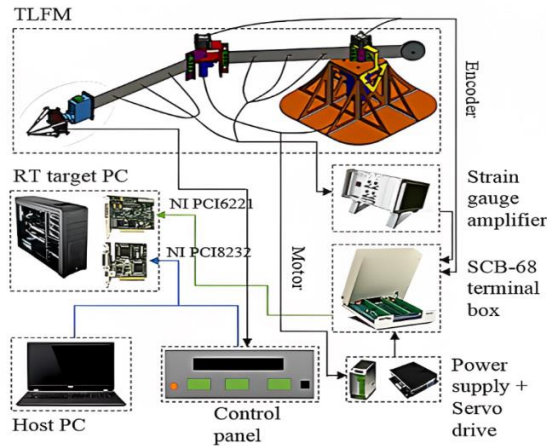 TLFM
Encoder
RT target PC
NI PCI6221
NI PCI8232
Motor
Strain
gauge
amplifier
SCB-68
terminal
box
Host PC
Control
panel
Power
supply +
Servo
drive